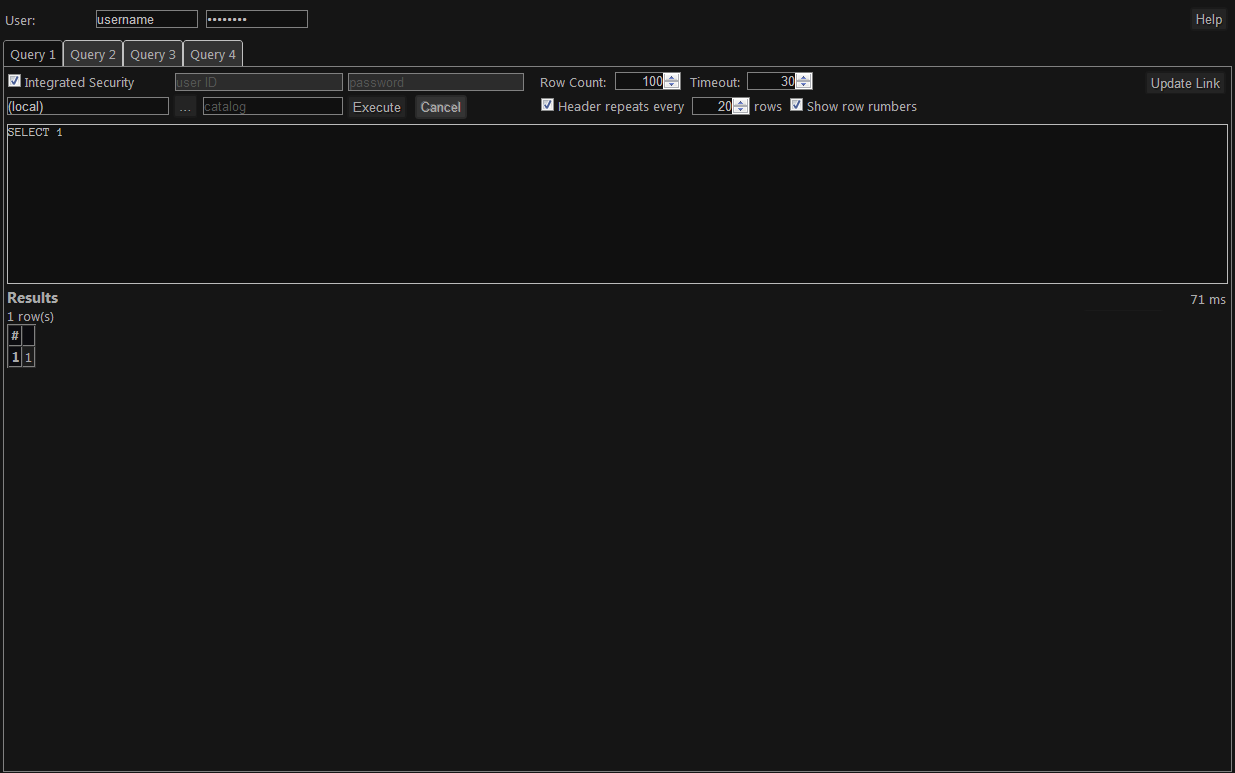 User: username •••••••• Help
Query 1 Query 2 Query 3 Query 4
Integrated Security user ID password Row Count: 100 Timeout: 30 Update Link
(local) ... catalog Execute Cancel Header repeats every 20 rows Show row numbers
SELECT 1
Results 71 ms
1 row(s)
#
1 1